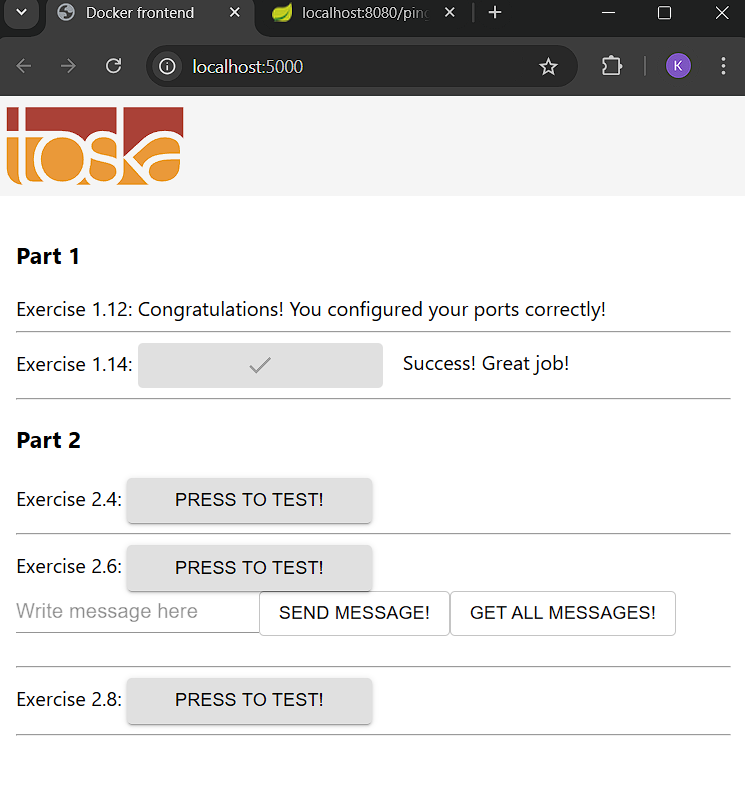 Docker frontend
localhost:8080/ping
localhost:5000
K
toska
Part 1
Exercise 1.12: Congratulations! You configured your ports correctly!
Exercise 1.14: Success! Great job!
Part 2
Exercise 2.4: PRESS TO TEST!
Exercise 2.6: PRESS TO TEST!
Write message here SEND MESSAGE! GET ALL MESSAGES!
Exercise 2.8: PRESS TO TEST!